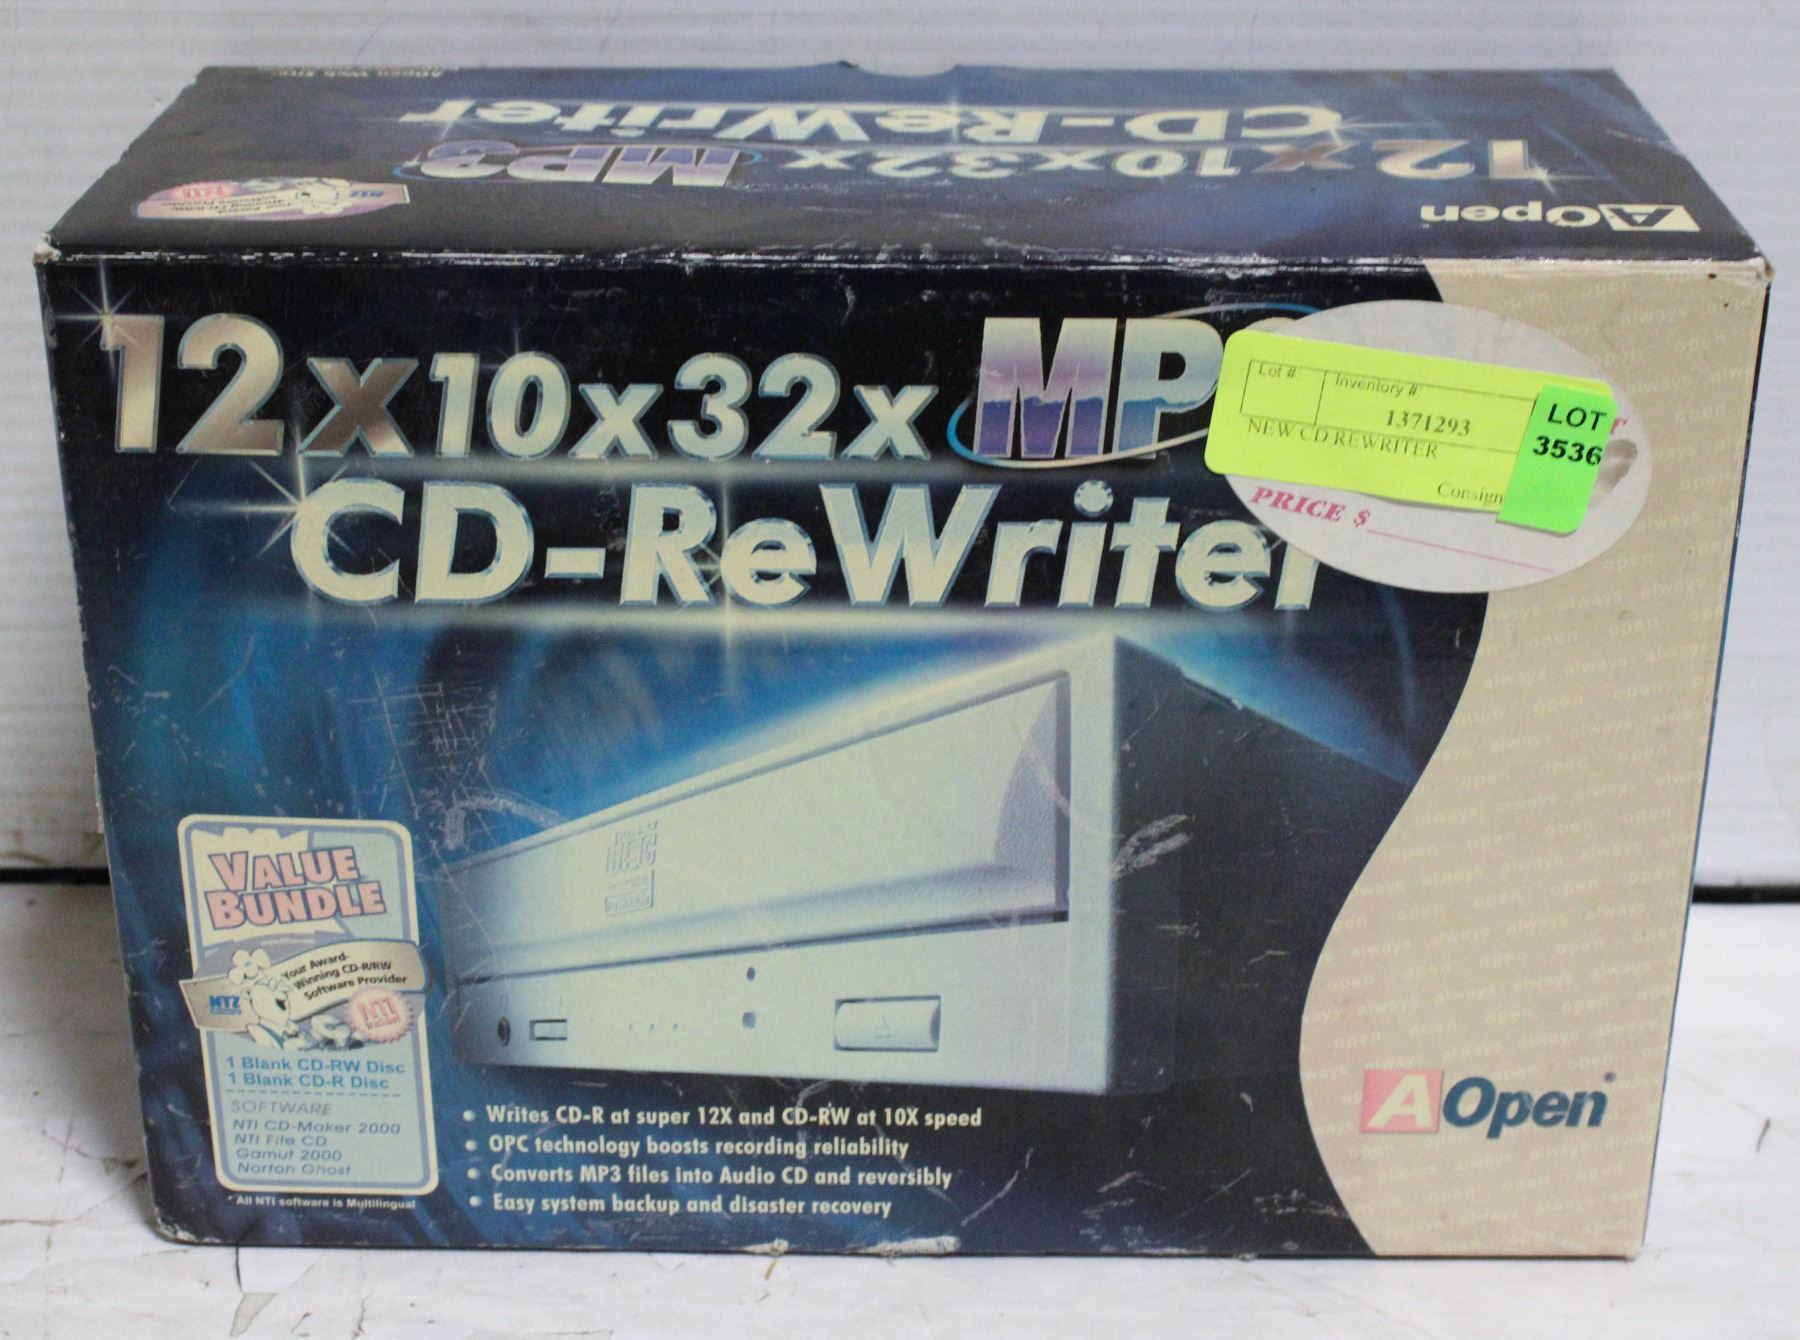 CD-ReWriter
12x10x32x MP3
AOpen
12x10x32x MP
CD-ReWriter
Lot #
Inventory #
1371293
NEW CD REWRITER
Consign
LOT
3536
PRICE $
VALUE
BUNDLE
Your Award-
Winning CD-R/RW
Software Provider
NTI
1 Blank CD-RW Disc
1 Blank CD-R Disc
SOFTWARE
NTI CD-Maker 2000
NTI File CD
Gamut 2000
Norton Ghost
* All NTI software is Multilingual
• Writes CD-R at super 12X and CD-RW at 10X speed
• OPC technology boosts recording reliability
• Converts MP3 files into Audio CD and reversibly
• Easy system backup and disaster recovery
AOpen